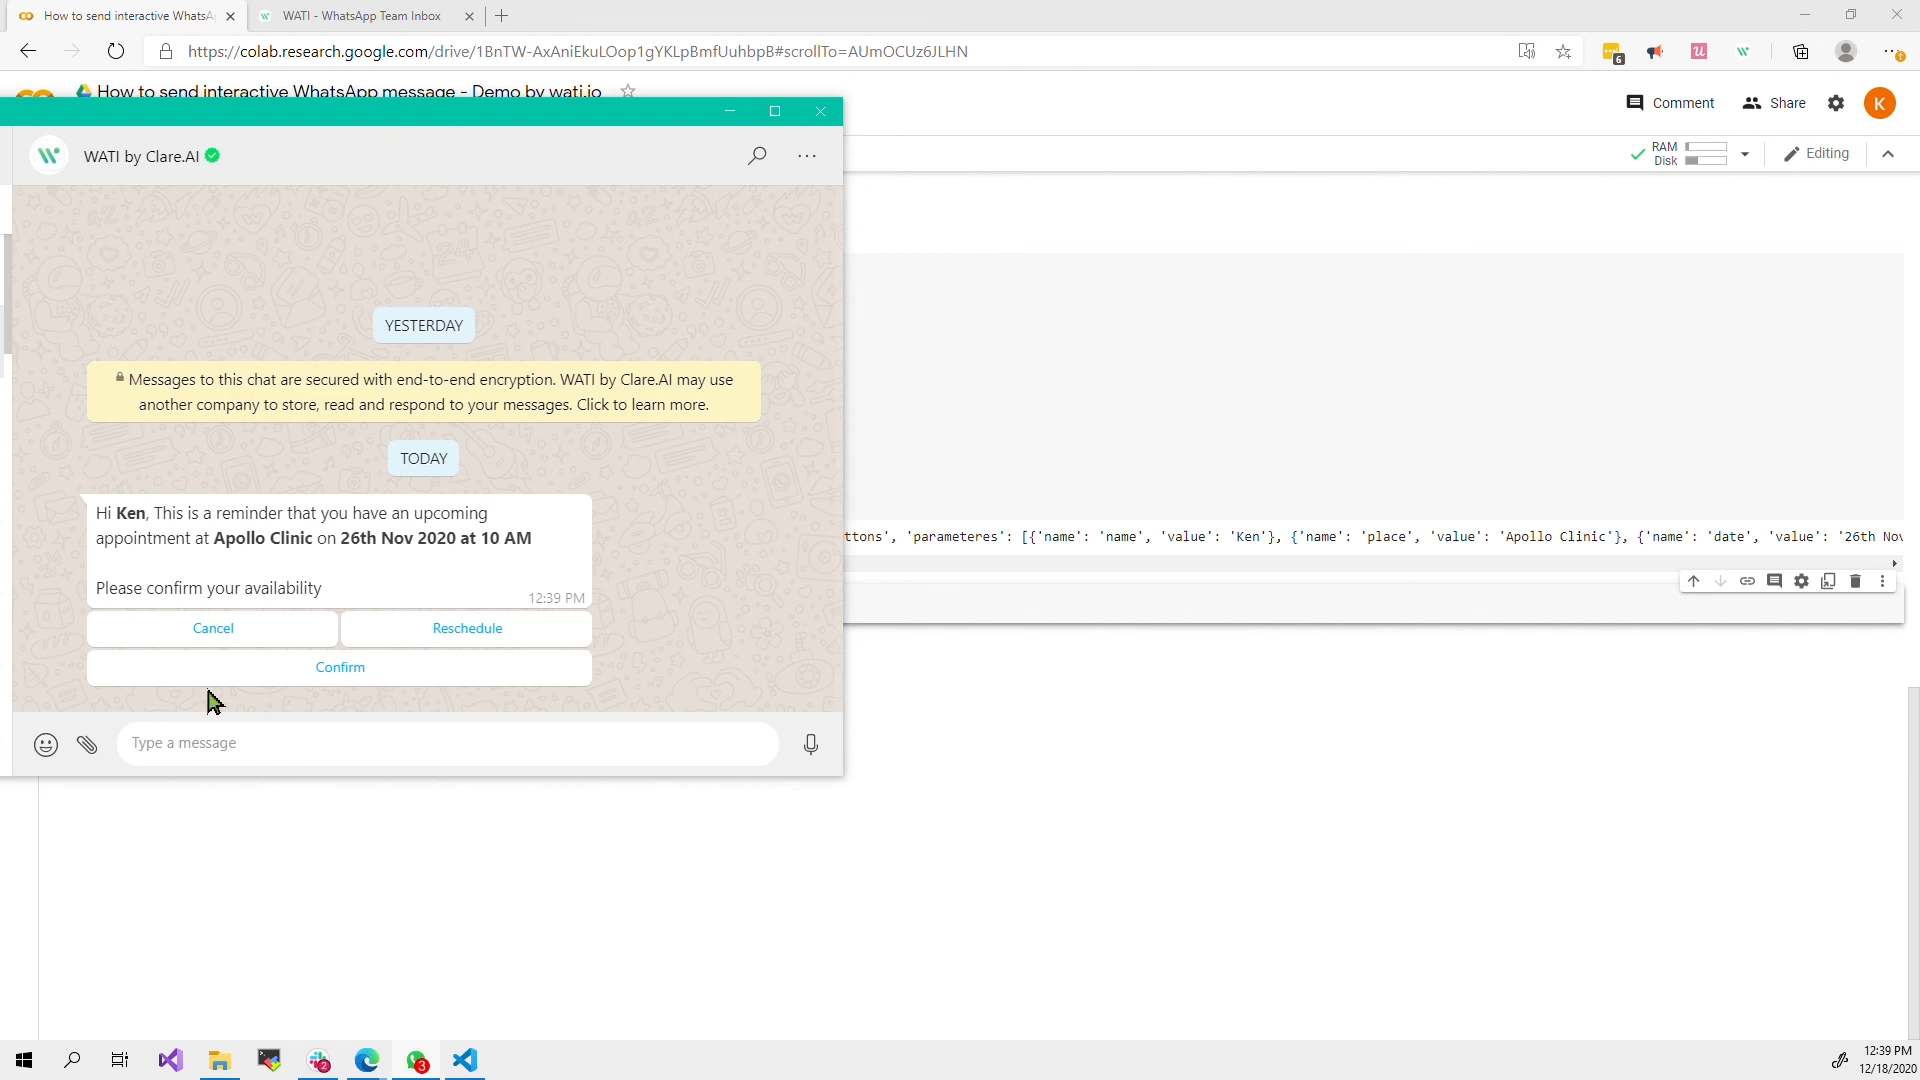 How to send interactive WhatsA
WATI - WhatsApp Team Inbox
https://colab.research.google.com/drive/1BnTW-AxAniEkuLOop1gYKLpBmfUuhbpB#scrollTo=AUmOCUz6JLHN
6
How to send interactive WhatsApp message - Demo by wati.io
Comment
Share
K
RAM
Disk
Editing
WATI by Clare.AI
YESTERDAY
Messages to this chat are secured with end-to-end encryption. WATI by Clare.AI may use
another company to store, read and respond to your messages. Click to learn more.
TODAY
Hi Ken, This is a reminder that you have an upcoming
appointment at Apollo Clinic on 26th Nov 2020 at 10 AM
Please confirm your availability
12:39 PM
Cancel
Reschedule
Confirm
ttons', 'parameteres': [{'name': 'name', 'value': 'Ken'}, {'name': 'place', 'value': 'Apollo Clinic'}, {'name': 'date', 'value': '26th Nov
Type a message
2
3
12:39 PM
12/18/2020